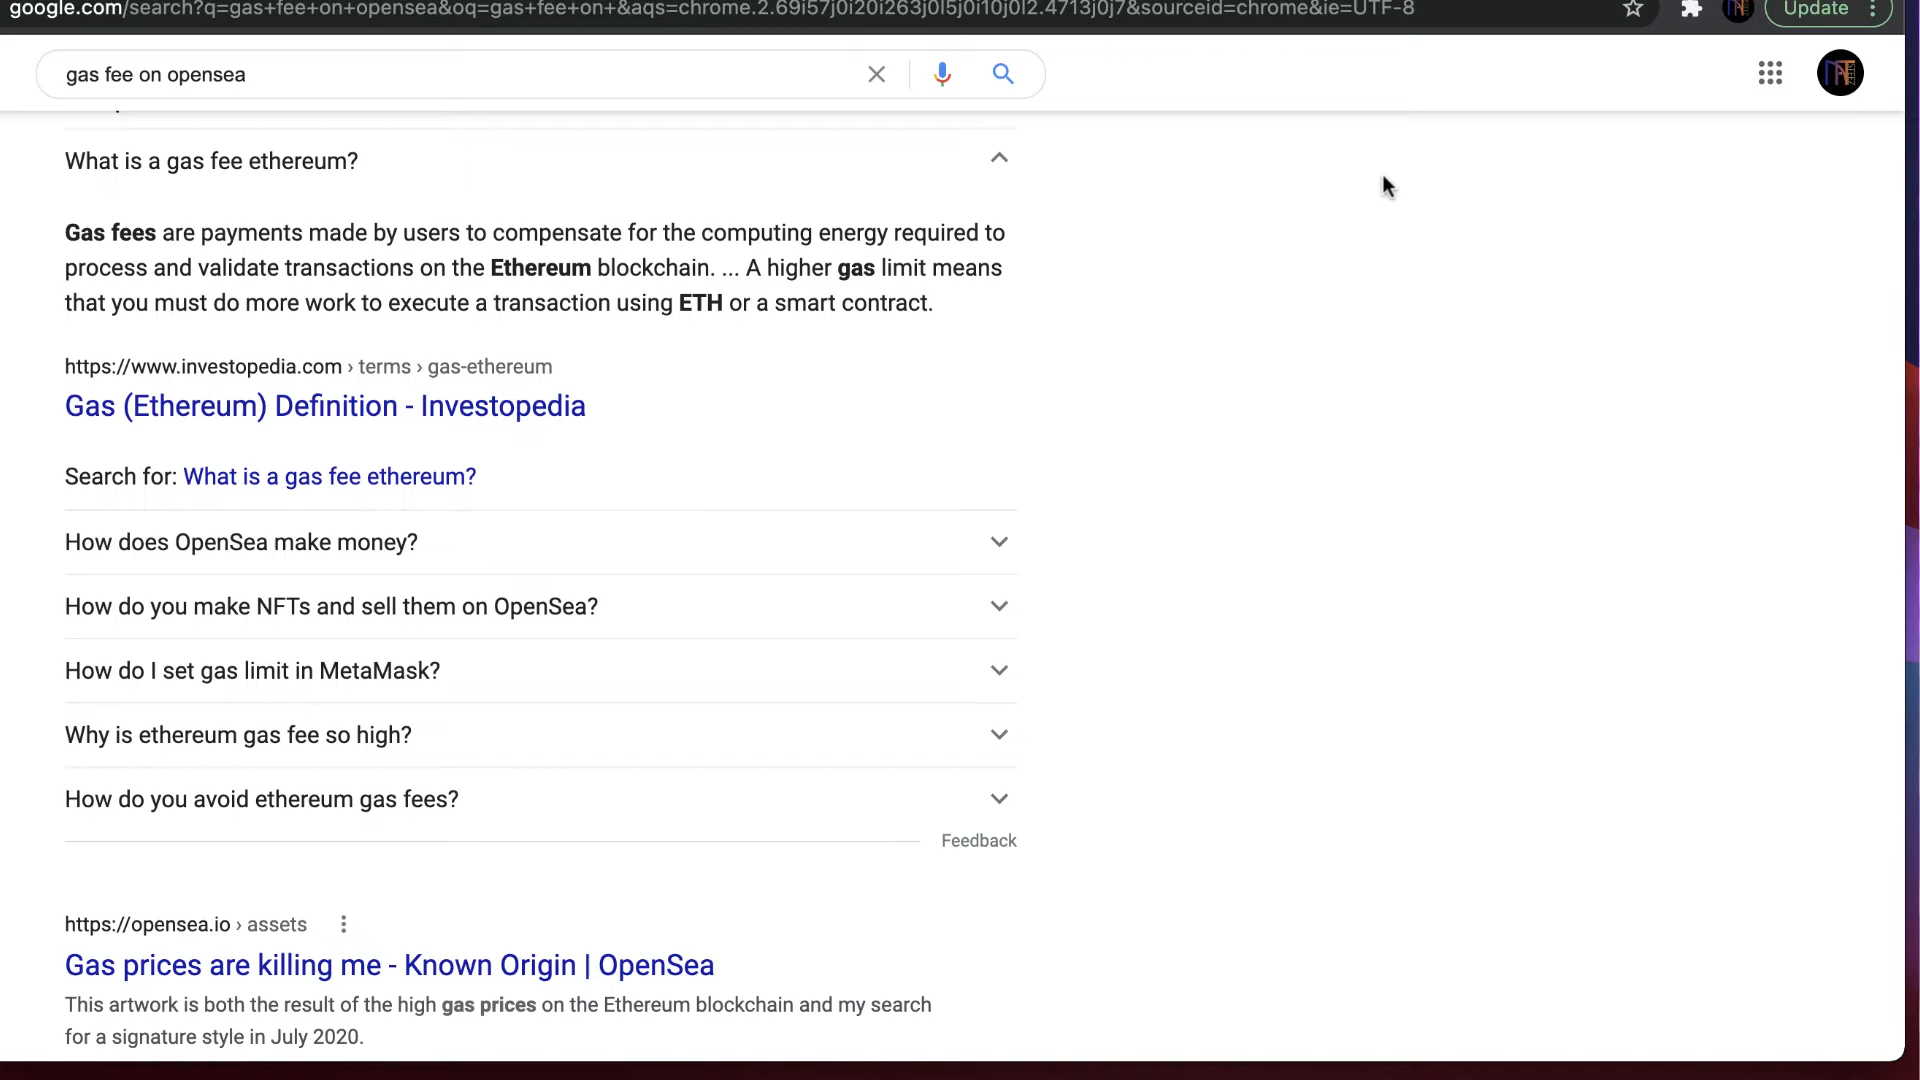 google.com/search?q=gas+fee+on+opensea&oq=gas+fee+on+&aqs=chrome.2.69i57j0i20i263j0l5j0i10j0l2.4713j0j7&sourceid=chrome&ie=UTF-8
Update
gas fee on opensea
What is a gas fee ethereum?
Gas fees are payments made by users to compensate for the computing energy required to
process and validate transactions on the Ethereum blockchain. ... A higher gas limit means
that you must do more work to execute a transaction using ETH or a smart contract.
https://www.investopedia.com › terms › gas-ethereum
Gas (Ethereum) Definition - Investopedia
Search for: What is a gas fee ethereum?
How does OpenSea make money?
How do you make NFTs and sell them on OpenSea?
How do I set gas limit in MetaMask?
Why is ethereum gas fee so high?
How do you avoid ethereum gas fees?
Feedback
https://opensea.io › assets
Gas prices are killing me - Known Origin | OpenSea
This artwork is both the result of the high gas prices on the Ethereum blockchain and my search
for a signature style in July 2020.